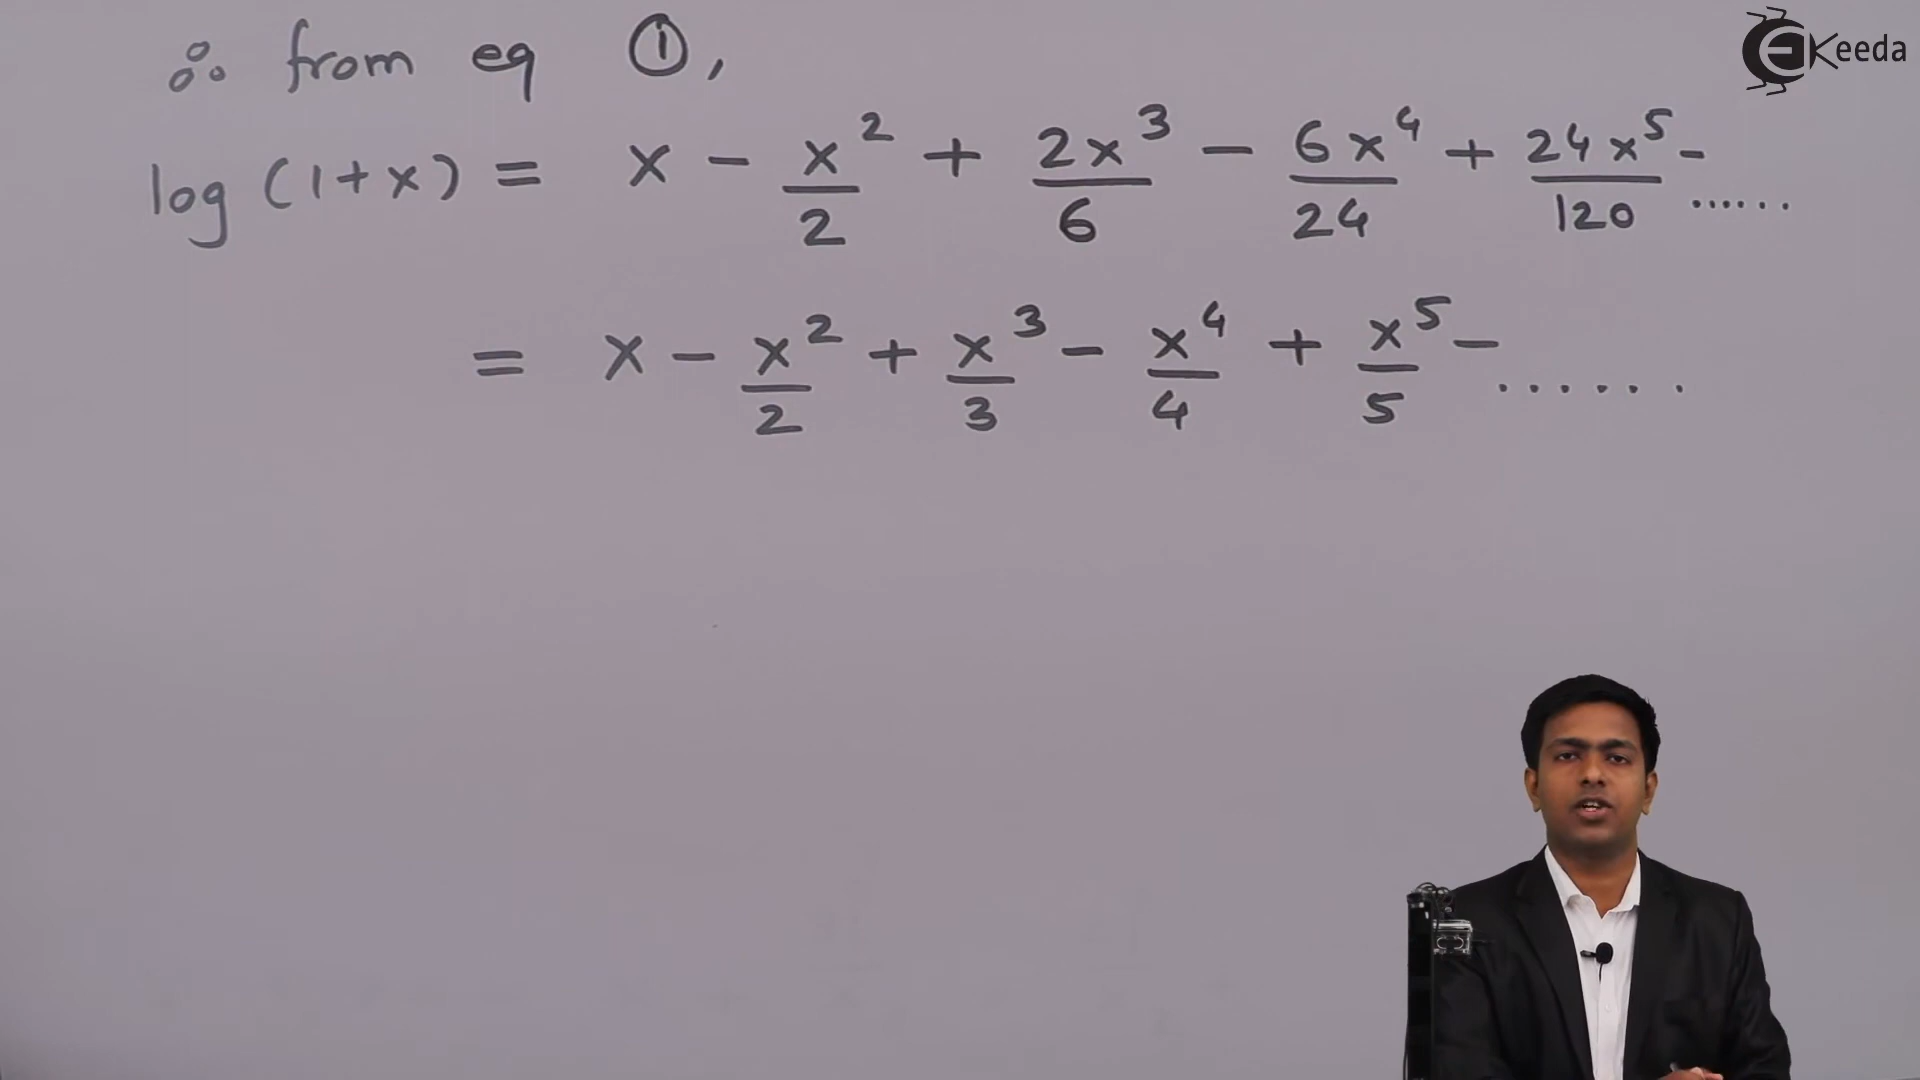 ∴ from eq ①,
Ekeeda
log (1+x) = x - x²/2 + 2x³/6 - 6x⁴/24 + 24x⁵/120 - ......
= x - x²/2 + x³/3 - x⁴/4 + x⁵/5 - ......